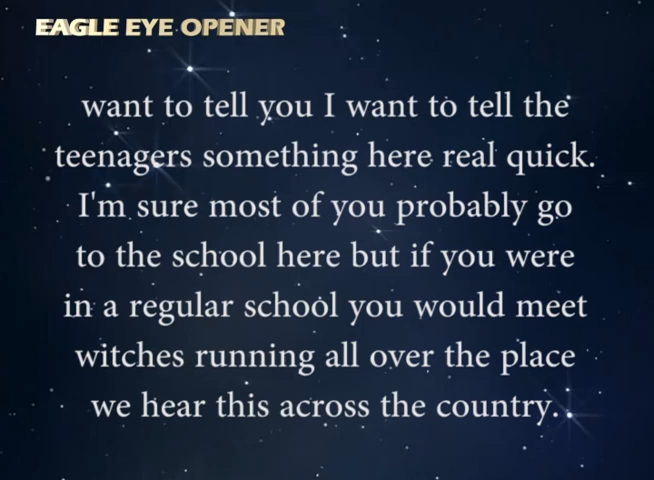 EAGLE EYE OPENER
want to tell you I want to tell the
teenagers something here real quick.
I'm sure most of you probably go
to the school here but if you were
in a regular school you would meet
witches running all over the place
we hear this across the country.